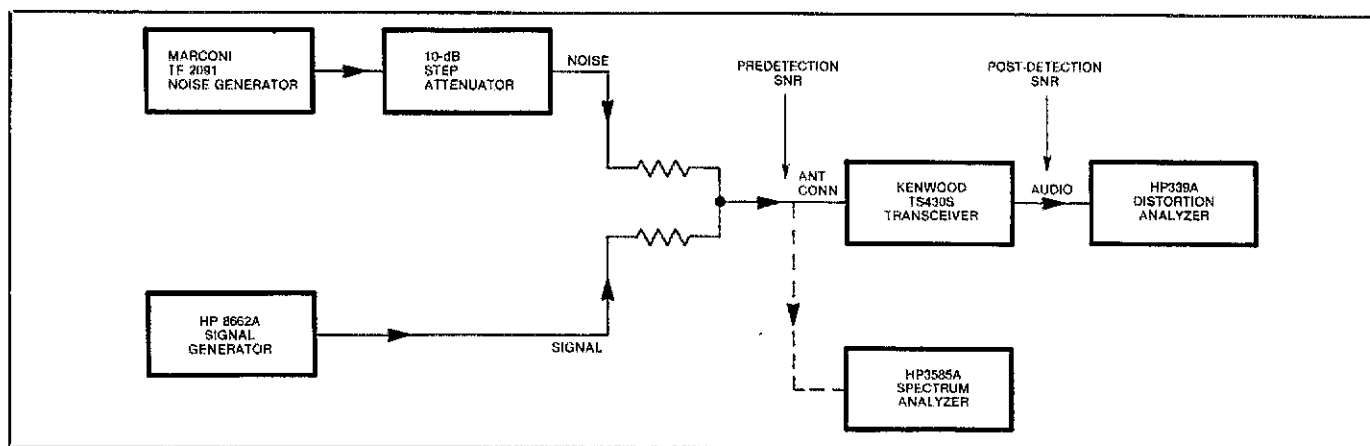 MARCONI
TF 2091
NOISE GENERATOR
10-dB
STEP
ATTENUATOR
NOISE
PREDETECTION
SNR
POST-DETECTION
SNR
ANT
CONN
KENWOOD
TS430S
TRANSCEIVER
AUDIO
HP339A
DISTORTION
ANALYZER
HP 8662A
SIGNAL
GENERATOR
SIGNAL
HP3585A
SPECTRUM
ANALYZER